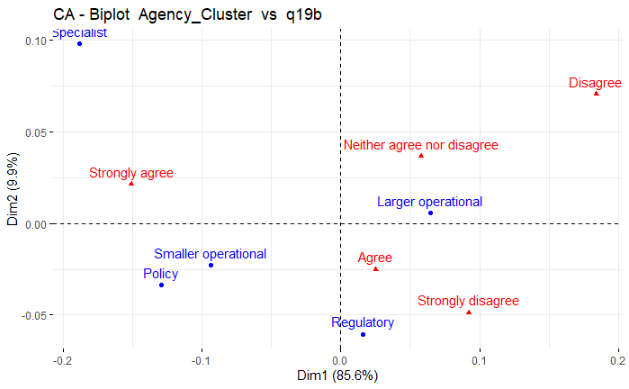 CA - Biplot Agency_Cluster vs q19b
Specialist
0.10
Disagree
0.05
Neither agree nor disagree
Strongly agree
Larger operational
Dim2 (9.9%)
0.00
Smaller operational
Agree
Policy
Strongly disagree
-0.05
Regulatory
-0.2
-0.1
0.0
0.1
0.2
Dim1 (85.6%)